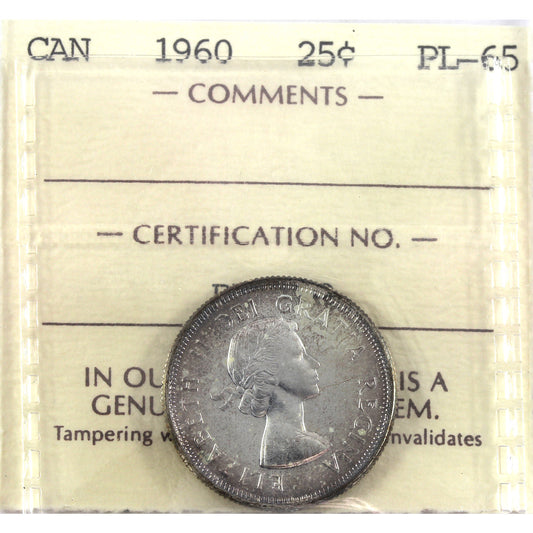 CAN 1960 25¢ PL-65
— COMMENTS —
— CERTIFICATION NO. —
IN OU IS A
GENU EM.
Tampering w nvalidates
ELIZABETH II DEI GRATIA REGINA